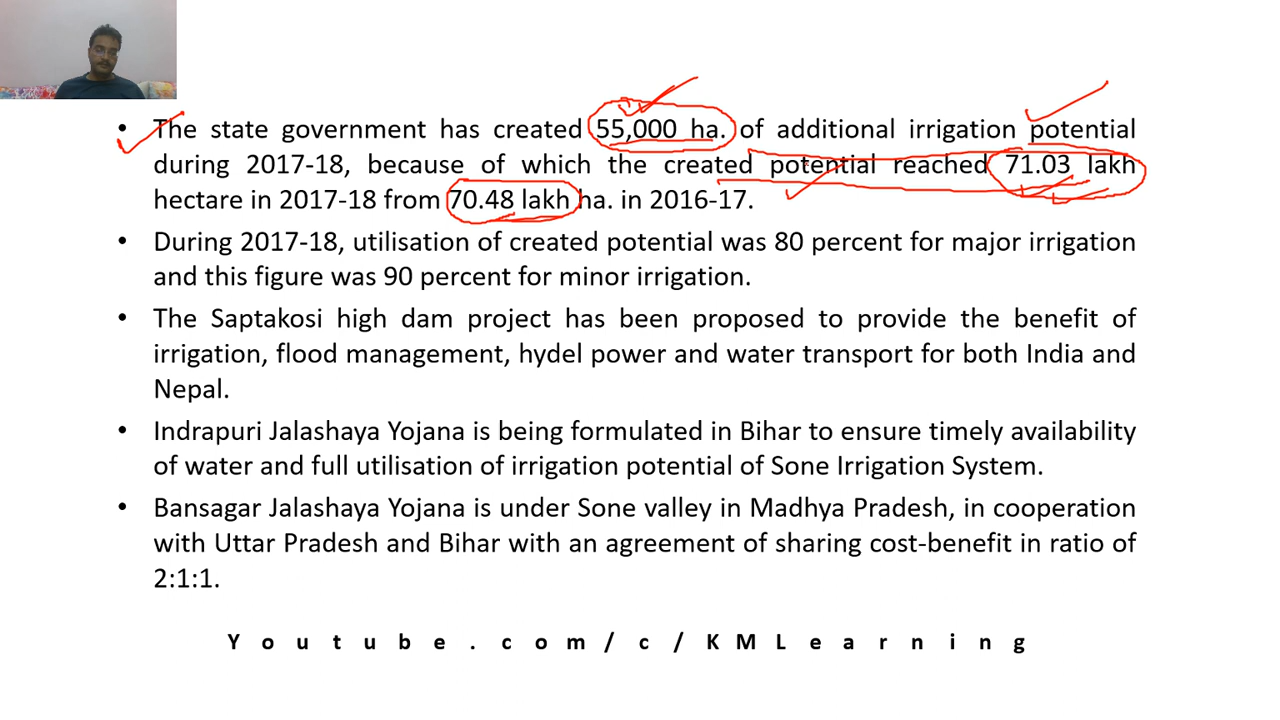 • The state government has created 55,000 ha. of additional irrigation potential
during 2017-18, because of which the created potential reached 71.03 lakh
hectare in 2017-18 from 70.48 lakh ha. in 2016-17.
• During 2017-18, utilisation of created potential was 80 percent for major irrigation
and this figure was 90 percent for minor irrigation.
• The Saptakosi high dam project has been proposed to provide the benefit of
irrigation, flood management, hydel power and water transport for both India and
Nepal.
• Indrapuri Jalashaya Yojana is being formulated in Bihar to ensure timely availability
of water and full utilisation of irrigation potential of Sone Irrigation System.
• Bansagar Jalashaya Yojana is under Sone valley in Madhya Pradesh, in cooperation
with Uttar Pradesh and Bihar with an agreement of sharing cost-benefit in ratio of
2:1:1.
Youtube.com/c/KMLearning